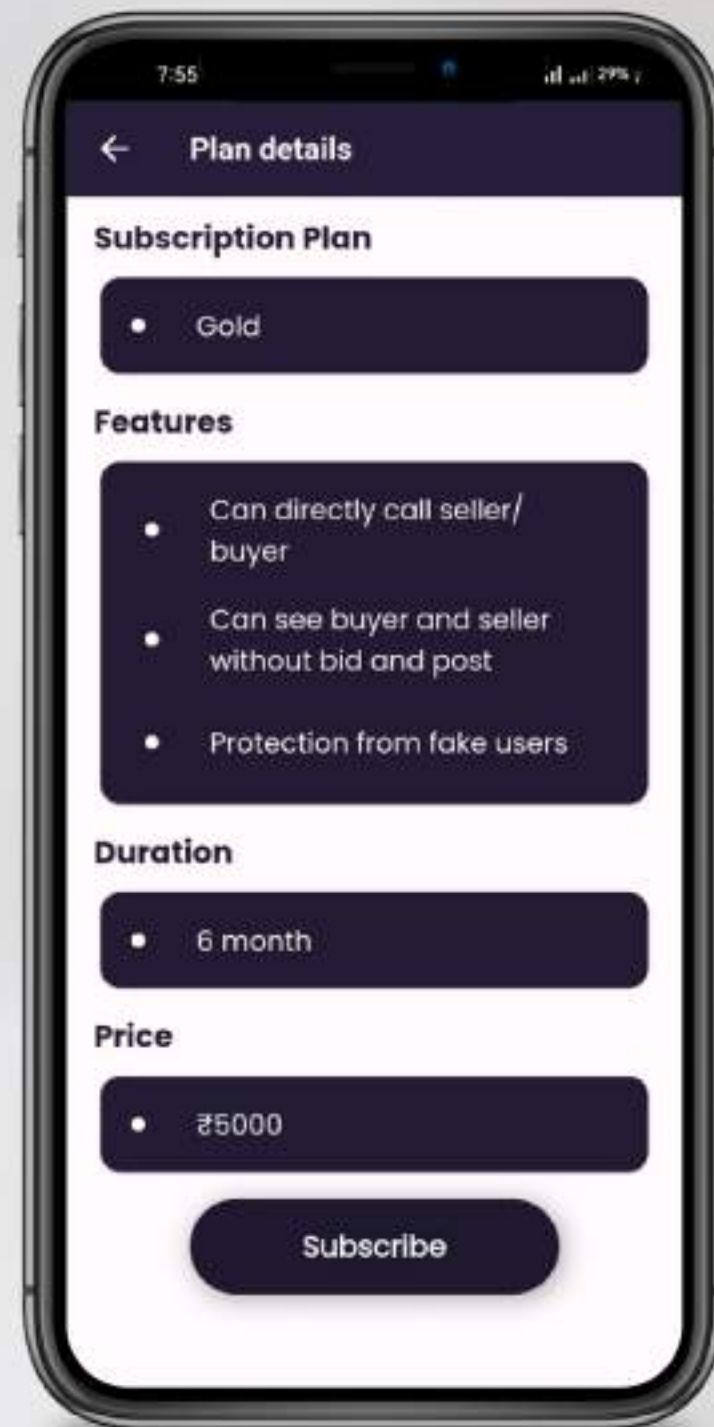 7:55
29%
Plan details
Subscription Plan
Gold
Features
Can directly call seller/
buyer
Can see buyer and seller
without bid and post
Protection from fake users
Duration
6 month
Price
₹5000
Subscribe